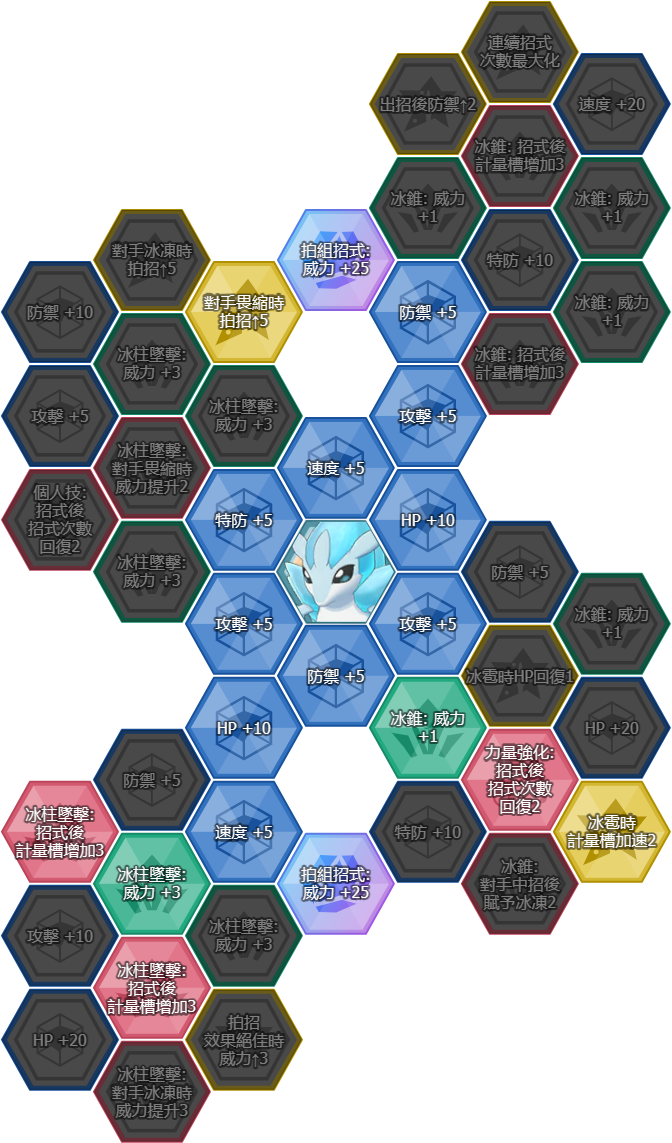 連續招式
次數最大化
出招後防禦↑2
速度 +20
冰錐: 招式後
計量槽增加3
冰錐: 威力
+1
冰錐: 威力
+1
對手冰凍時
拍招↑5
拍組招式:
威力 +25
特防 +10
防禦 +10
對手畏縮時
拍招↑5
防禦 +5
冰錐: 威力
+1
冰柱墜擊:
威力 +3
冰錐: 招式後
計量槽增加3
攻擊 +5
冰柱墜擊:
威力 +3
攻擊 +5
冰柱墜擊:
對手畏縮時
威力提升2
速度 +5
個人技:
招式後
招式次數
回復2
特防 +5
HP +10
冰柱墜擊:
威力 +3
防禦 +5
攻擊 +5
攻擊 +5
冰錐: 威力
+1
防禦 +5
冰雹時HP回復1
HP +10
冰錐: 威力
+1
HP +20
防禦 +5
力量強化:
招式後
招式次數
回復2
冰柱墜擊:
招式後
計量槽增加3
速度 +5
特防 +10
冰雹時
計量槽加速2
冰柱墜擊:
威力 +3
拍組招式:
威力 +25
冰錐:
對手中招後
賦予冰凍2
攻擊 +10
冰柱墜擊:
威力 +3
冰柱墜擊:
招式後
計量槽增加3
HP +20
拍招
效果絕佳時
威力↑3
冰柱墜擊:
對手冰凍時
威力提升3